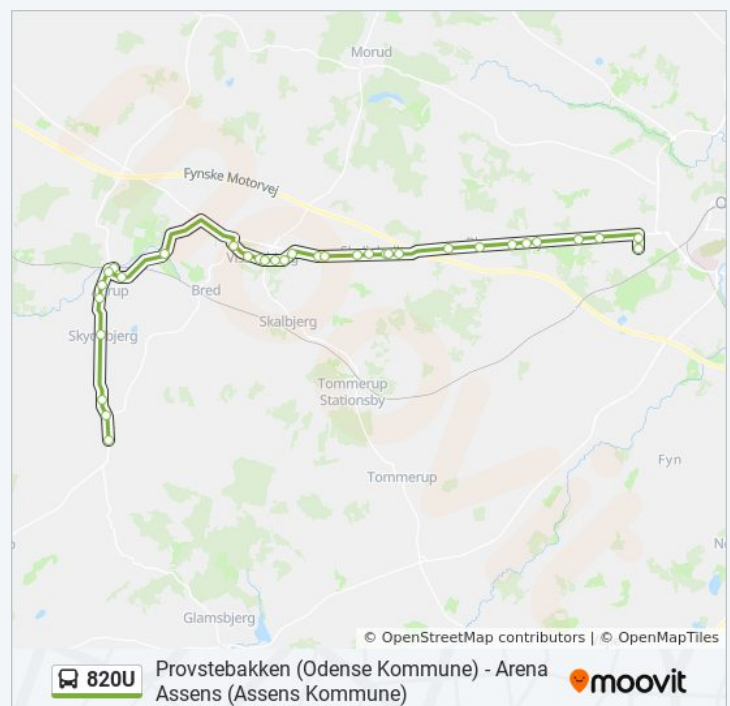 Morud
Fynske Motorvej
Bred
Skalbjerg
Tommerup
Stationsby
Fyn
Tommerup
Glamsbjerg
© OpenStreetMap contributors | © OpenMapTiles
820U
Provstebakken (Odense Kommune) - Arena
Assens (Assens Kommune)
moovit